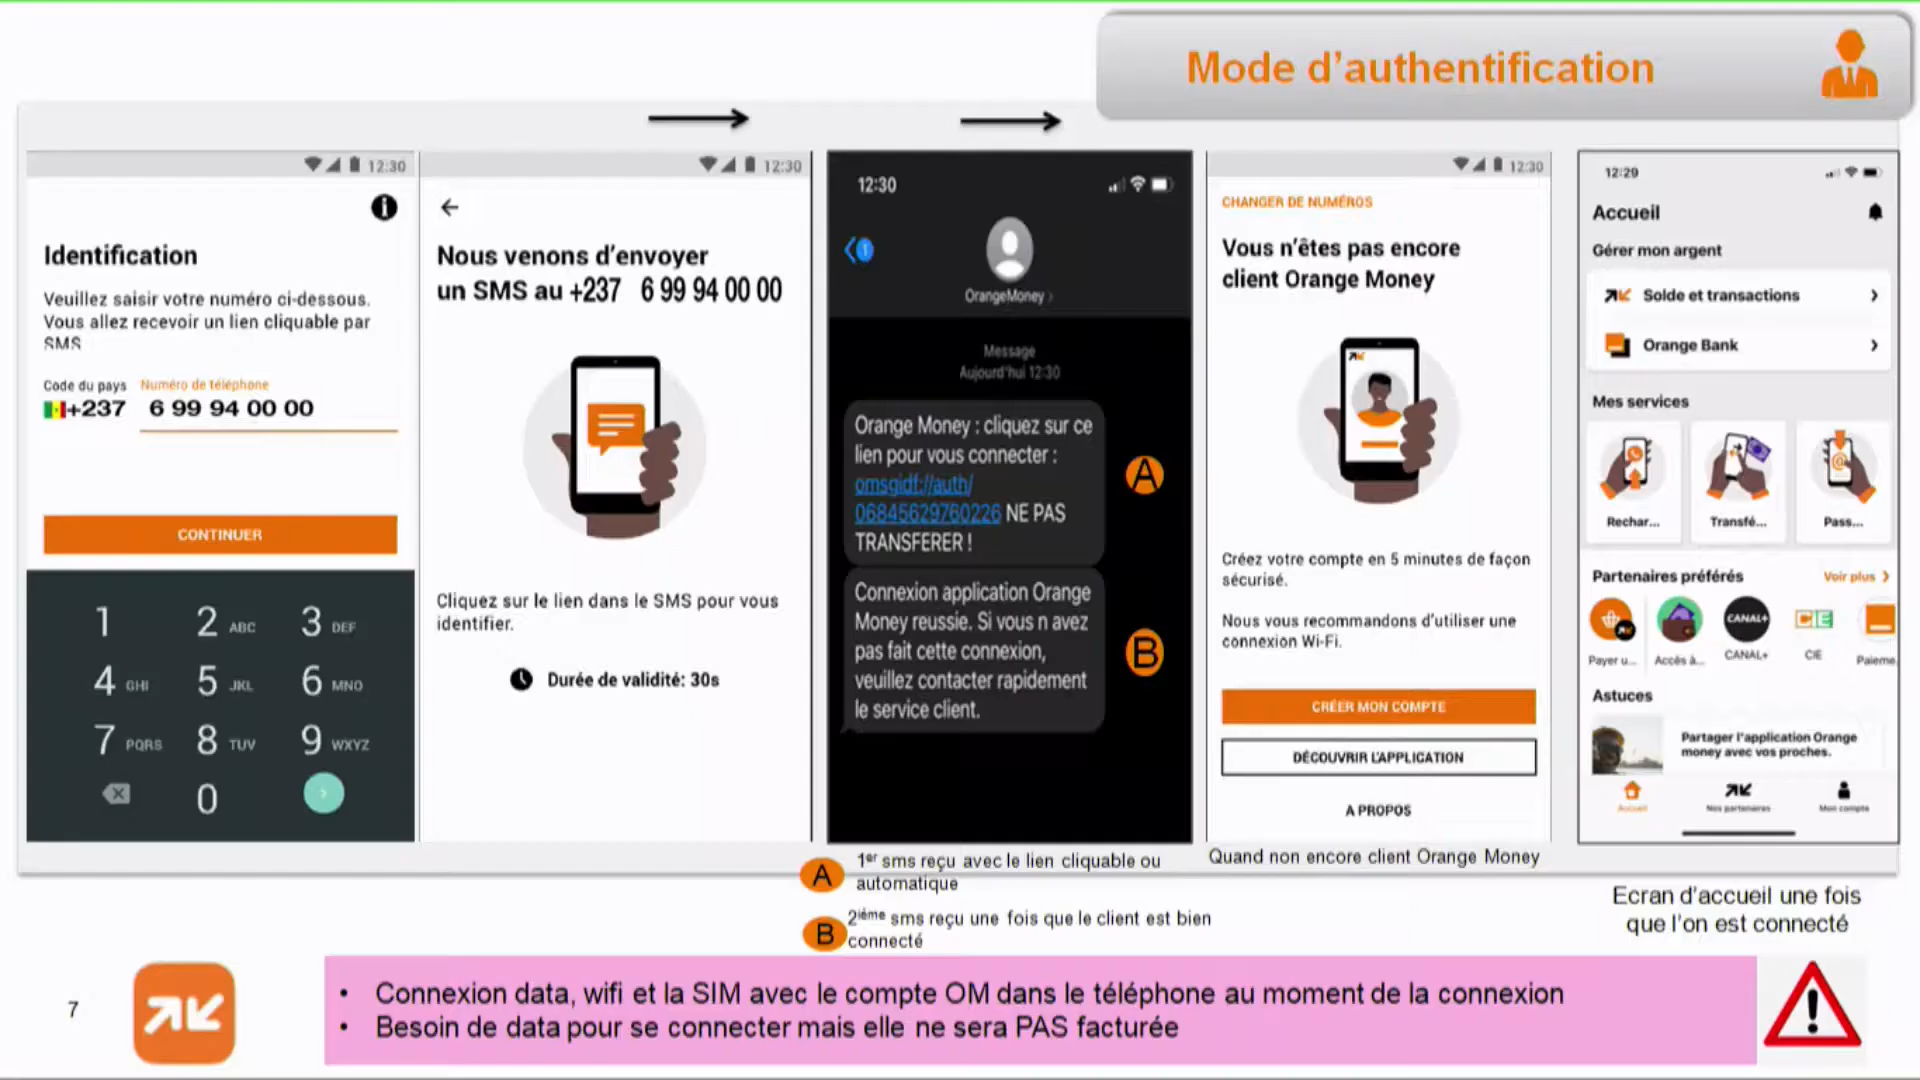 Mode d'authentification
12:30
Identification
Veuillez saisir votre numéro ci-dessous.
Vous allez recevoir un lien cliquable par
SMS
Code du pays Numéro de téléphone
+237 6 99 94 00 00
CONTINUER
1 2 ABC 3 DEF
4 GHI 5 JKL 6 MNO
7 PQRS 8 TUV 9 WXYZ
0
12:30
Nous venons d'envoyer
un SMS au +237 6 99 94 00 00
Cliquez sur le lien dans le SMS pour vous
identifier.
Durée de validité: 30s
12:30
1
OrangeMoney
Message
Aujourd'hui 12:30
Orange Money : cliquez sur ce
lien pour vous connecter :
omsgidf://auth/
06845629760226 NE PAS
TRANSFERER !
A
Connexion application Orange
Money reussie. Si vous n avez
pas fait cette connexion,
veuillez contacter rapidement
le service client.
B
12:30
CHANGER DE NUMÉROS
Vous n'êtes pas encore
client Orange Money
Créez votre compte en 5 minutes de façon
sécurisé.
Nous vous recommandons d'utiliser une
connexion Wi-Fi.
CRÉER MON COMPTE
DÉCOUVRIR L'APPLICATION
A PROPOS
12:29
Accueil
Gérer mon argent
Solde et transactions
Orange Bank
Mes services
Rechar... Transfé... Pass...
Partenaires préférés Voir plus
CANAL+ CIE
Payer u... Accès à... CANAL+ CIE Paieme
Astuces
Partager l'application Orange
money avec vos proches.
Accueil Nos partenaires Mon compte
A 1er sms reçu avec le lien cliquable ou
automatique
B 2iéme sms reçu une fois que le client est bien
connecté
Quand non encore client Orange Money
Ecran d'accueil une fois
que l'on est connecté
7
• Connexion data, wifi et la SIM avec le compte OM dans le téléphone au moment de la connexion
• Besoin de data pour se connecter mais elle ne sera PAS facturée